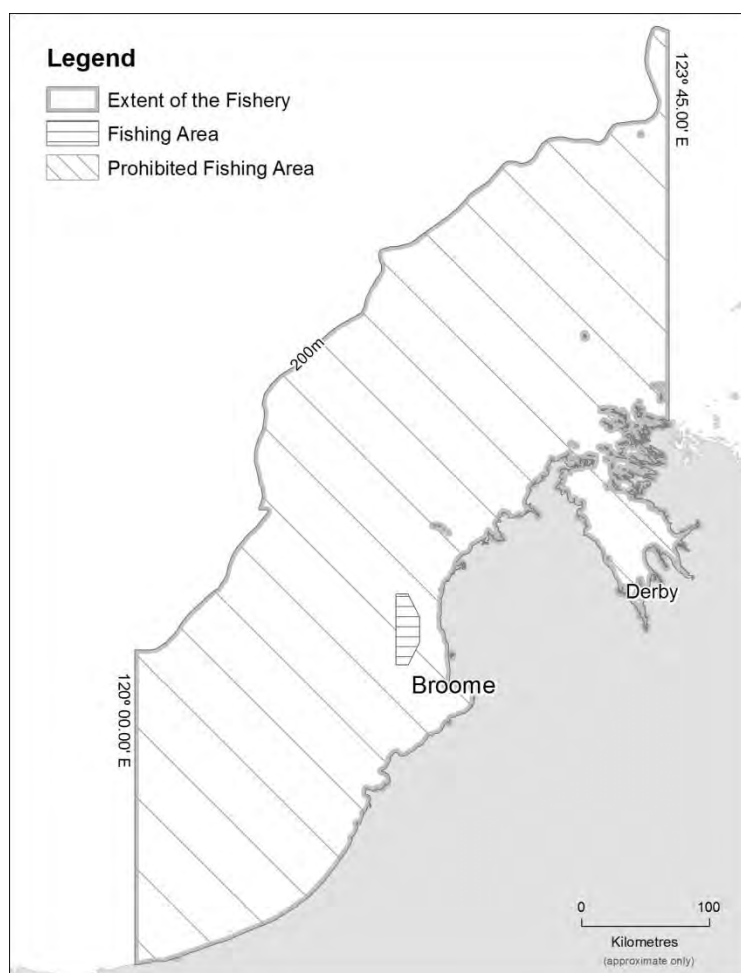 Legend
Extent of the Fishery
Fishing Area
Prohibited Fishing Area
123° 45.00' E
200m
Derby
Broome
120° 00.00' E
0 100
Kilometres
(approximate only)